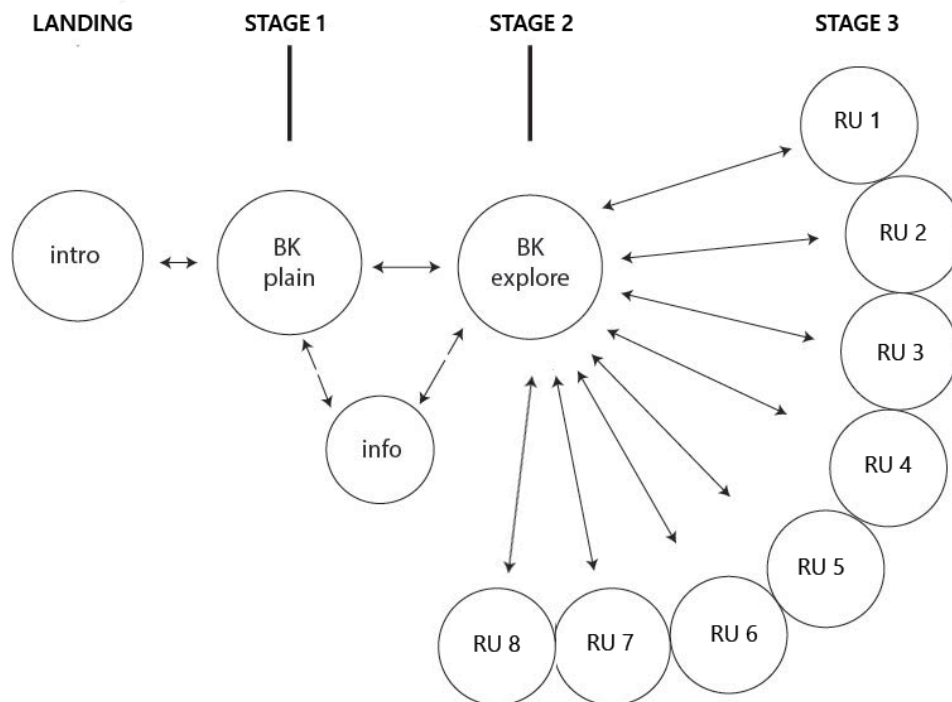 LANDING
STAGE 1
STAGE 2
STAGE 3
intro
BK
plain
BK
explore
info
RU 1
RU 2
RU 3
RU 4
RU 5
RU 6
RU 7
RU 8